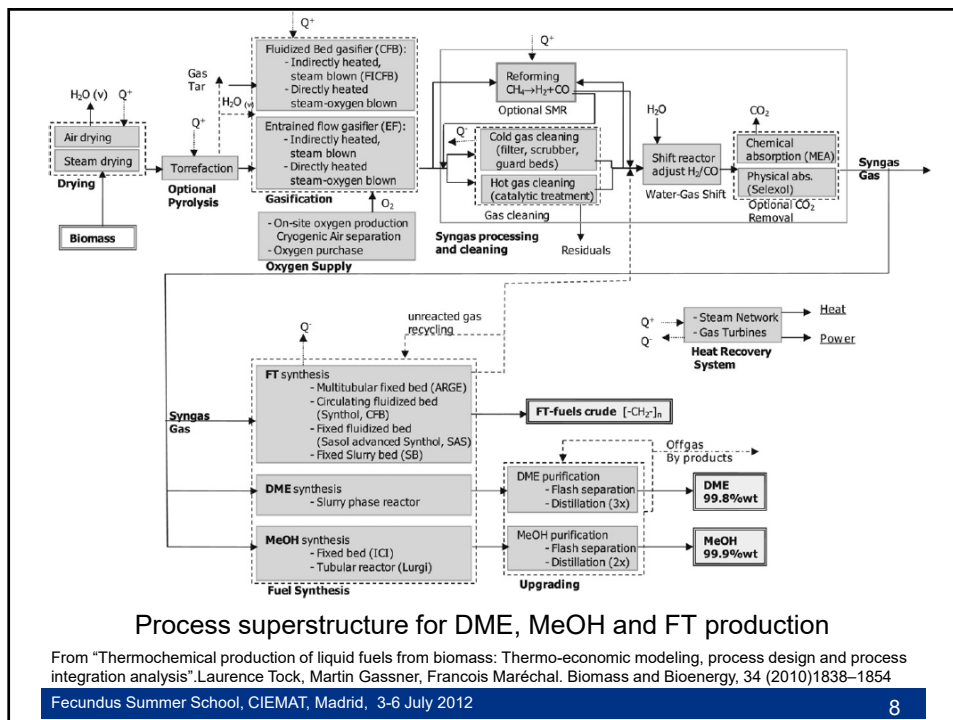 Q⁺
Fluidized Bed gasifier (CFB):
- Indirectly heated,
steam blown (FICFB)
- Directly heated
steam-oxygen blown
Gas
Tar
H₂O (v)
Q⁺
H₂O (v)
Air drying
Steam drying
Drying
Biomass
Q⁺
Torrefaction
Optional
Pyrolysis
Entrained flow gasifier (EF):
- Indirectly heated,
steam blown
- Directly heated
steam-oxygen blown
Gasification
O₂
- On-site oxygen production
Cryogenic Air separation
- Oxygen purchase
Oxygen Supply
Q⁺
Reforming
CH₄→H₂+CO
Optional SMR
Q⁻
Cold gas cleaning
(filter, scrubber,
guard beds)
Hot gas cleaning
(catalytic treatment)
Gas cleaning
Syngas processing
and cleaning
Residuals
H₂O
Shift reactor
adjust H₂/CO
Water-Gas Shift
CO₂
Chemical
absorption (MEA)
Physical abs.
(Selexol)
Optional CO₂
Removal
Syngas
Gas
unreacted gas
recycling
Q⁺
Q⁻
- Steam Network
- Gas Turbines
Heat
Power
Heat Recovery
System
Q⁻
Syngas
Gas
FT synthesis
- Multitubular fixed bed (ARGE)
- Circulating fluidized bed
(Synthol, CFB)
- Fixed fluidized bed
(Sasol advanced Synthol, SAS)
- Fixed Slurry bed (SB)
FT-fuels crude [-CH₂-]ₙ
Offgas
By products
DME synthesis
- Slurry phase reactor
DME purification
- Flash separation
- Distillation (3x)
DME
99.8%wt
MeOH synthesis
- Fixed bed (ICI)
- Tubular reactor (Lurgi)
Fuel Synthesis
MeOH purification
- Flash separation
- Distillation (2x)
Upgrading
MeOH
99.9%wt
Process superstructure for DME, MeOH and FT production
From “Thermochemical production of liquid fuels from biomass: Thermo-economic modeling, process design and process
integration analysis”.Laurence Tock, Martin Gassner, Francois Maréchal. Biomass and Bioenergy, 34 (2010)1838–1854
Fecundus Summer School, CIEMAT, Madrid, 3-6 July 2012
8